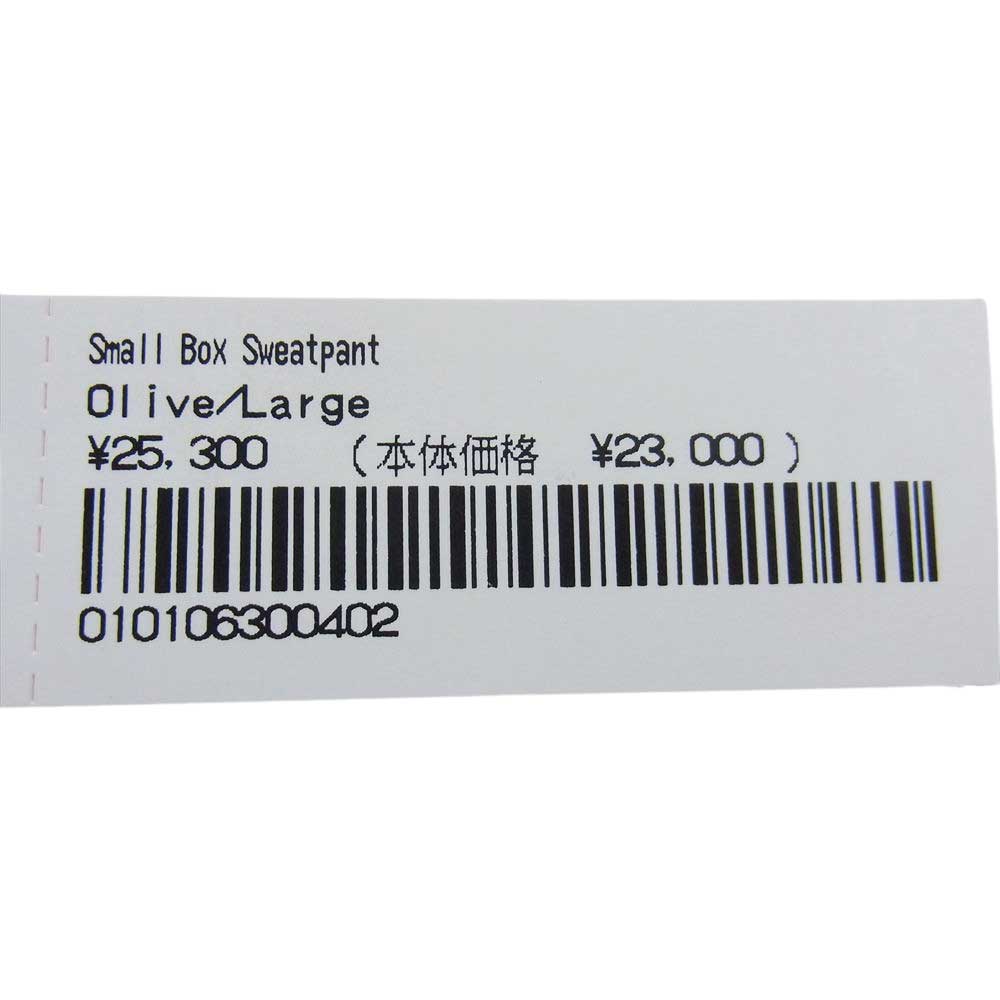 Small Box Sweatpant
Olive/Large
¥25,300 (本体価格 ¥23,000)
010106300402